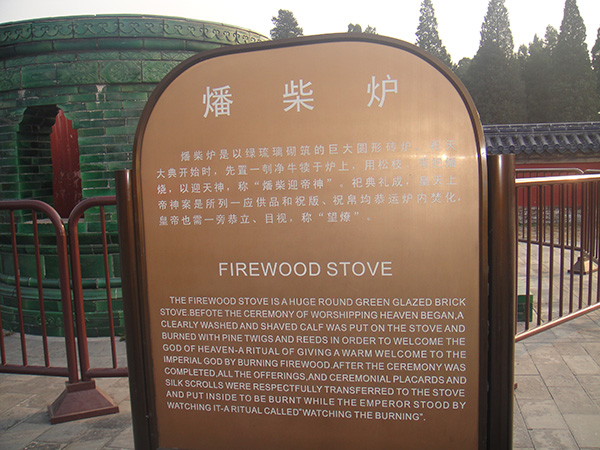 燔柴炉
燔柴炉是以绿琉璃砌筑的巨大圆形砖炉
大典开始时，先置一刳净牛犊于炉上，用松枝、
烧，以迎天神，称“燔柴迎帝神”。祀典礼成，皇天上
帝神案是所列一应供品和祝版、祝帛均恭运炉内焚化，
皇帝也需一旁恭立、目视，称“望燎”。
FIREWOOD STOVE
THE FIREWOOD STOVE IS A HUGE ROUND GREEN GLAZED BRICK
STOVE.BEFOTE THE CEREMONY OF WORSHIPPING HEAVEN BEGAN,A
CLEARLY WASHED AND SHAVED CALF WAS PUT ON THE STOVE AND
BURNED WITH PINE TWIGS AND REEDS IN ORDER TO WELCOME THE
GOD OF HEAVEN-A RITUAL OF GIVING A WARM WELCOME TO THE
IMPERIAL GOD BY BURNING FIREWOOD.AFTER THE CEREMONY WAS
COMPLETED,ALL THE OFFERINGS,AND CEREMONIAL PLACARDS AND
SILK SCROLLS WERE RESPECTFULLY TRANSFERRED TO THE STOVE
AND PUT INSIDE TO BE BURNT WHILE THE EMPEROR STOOD BY
WATCHING IT-A RITUAL CALLED"WATCHING THE BURNING".